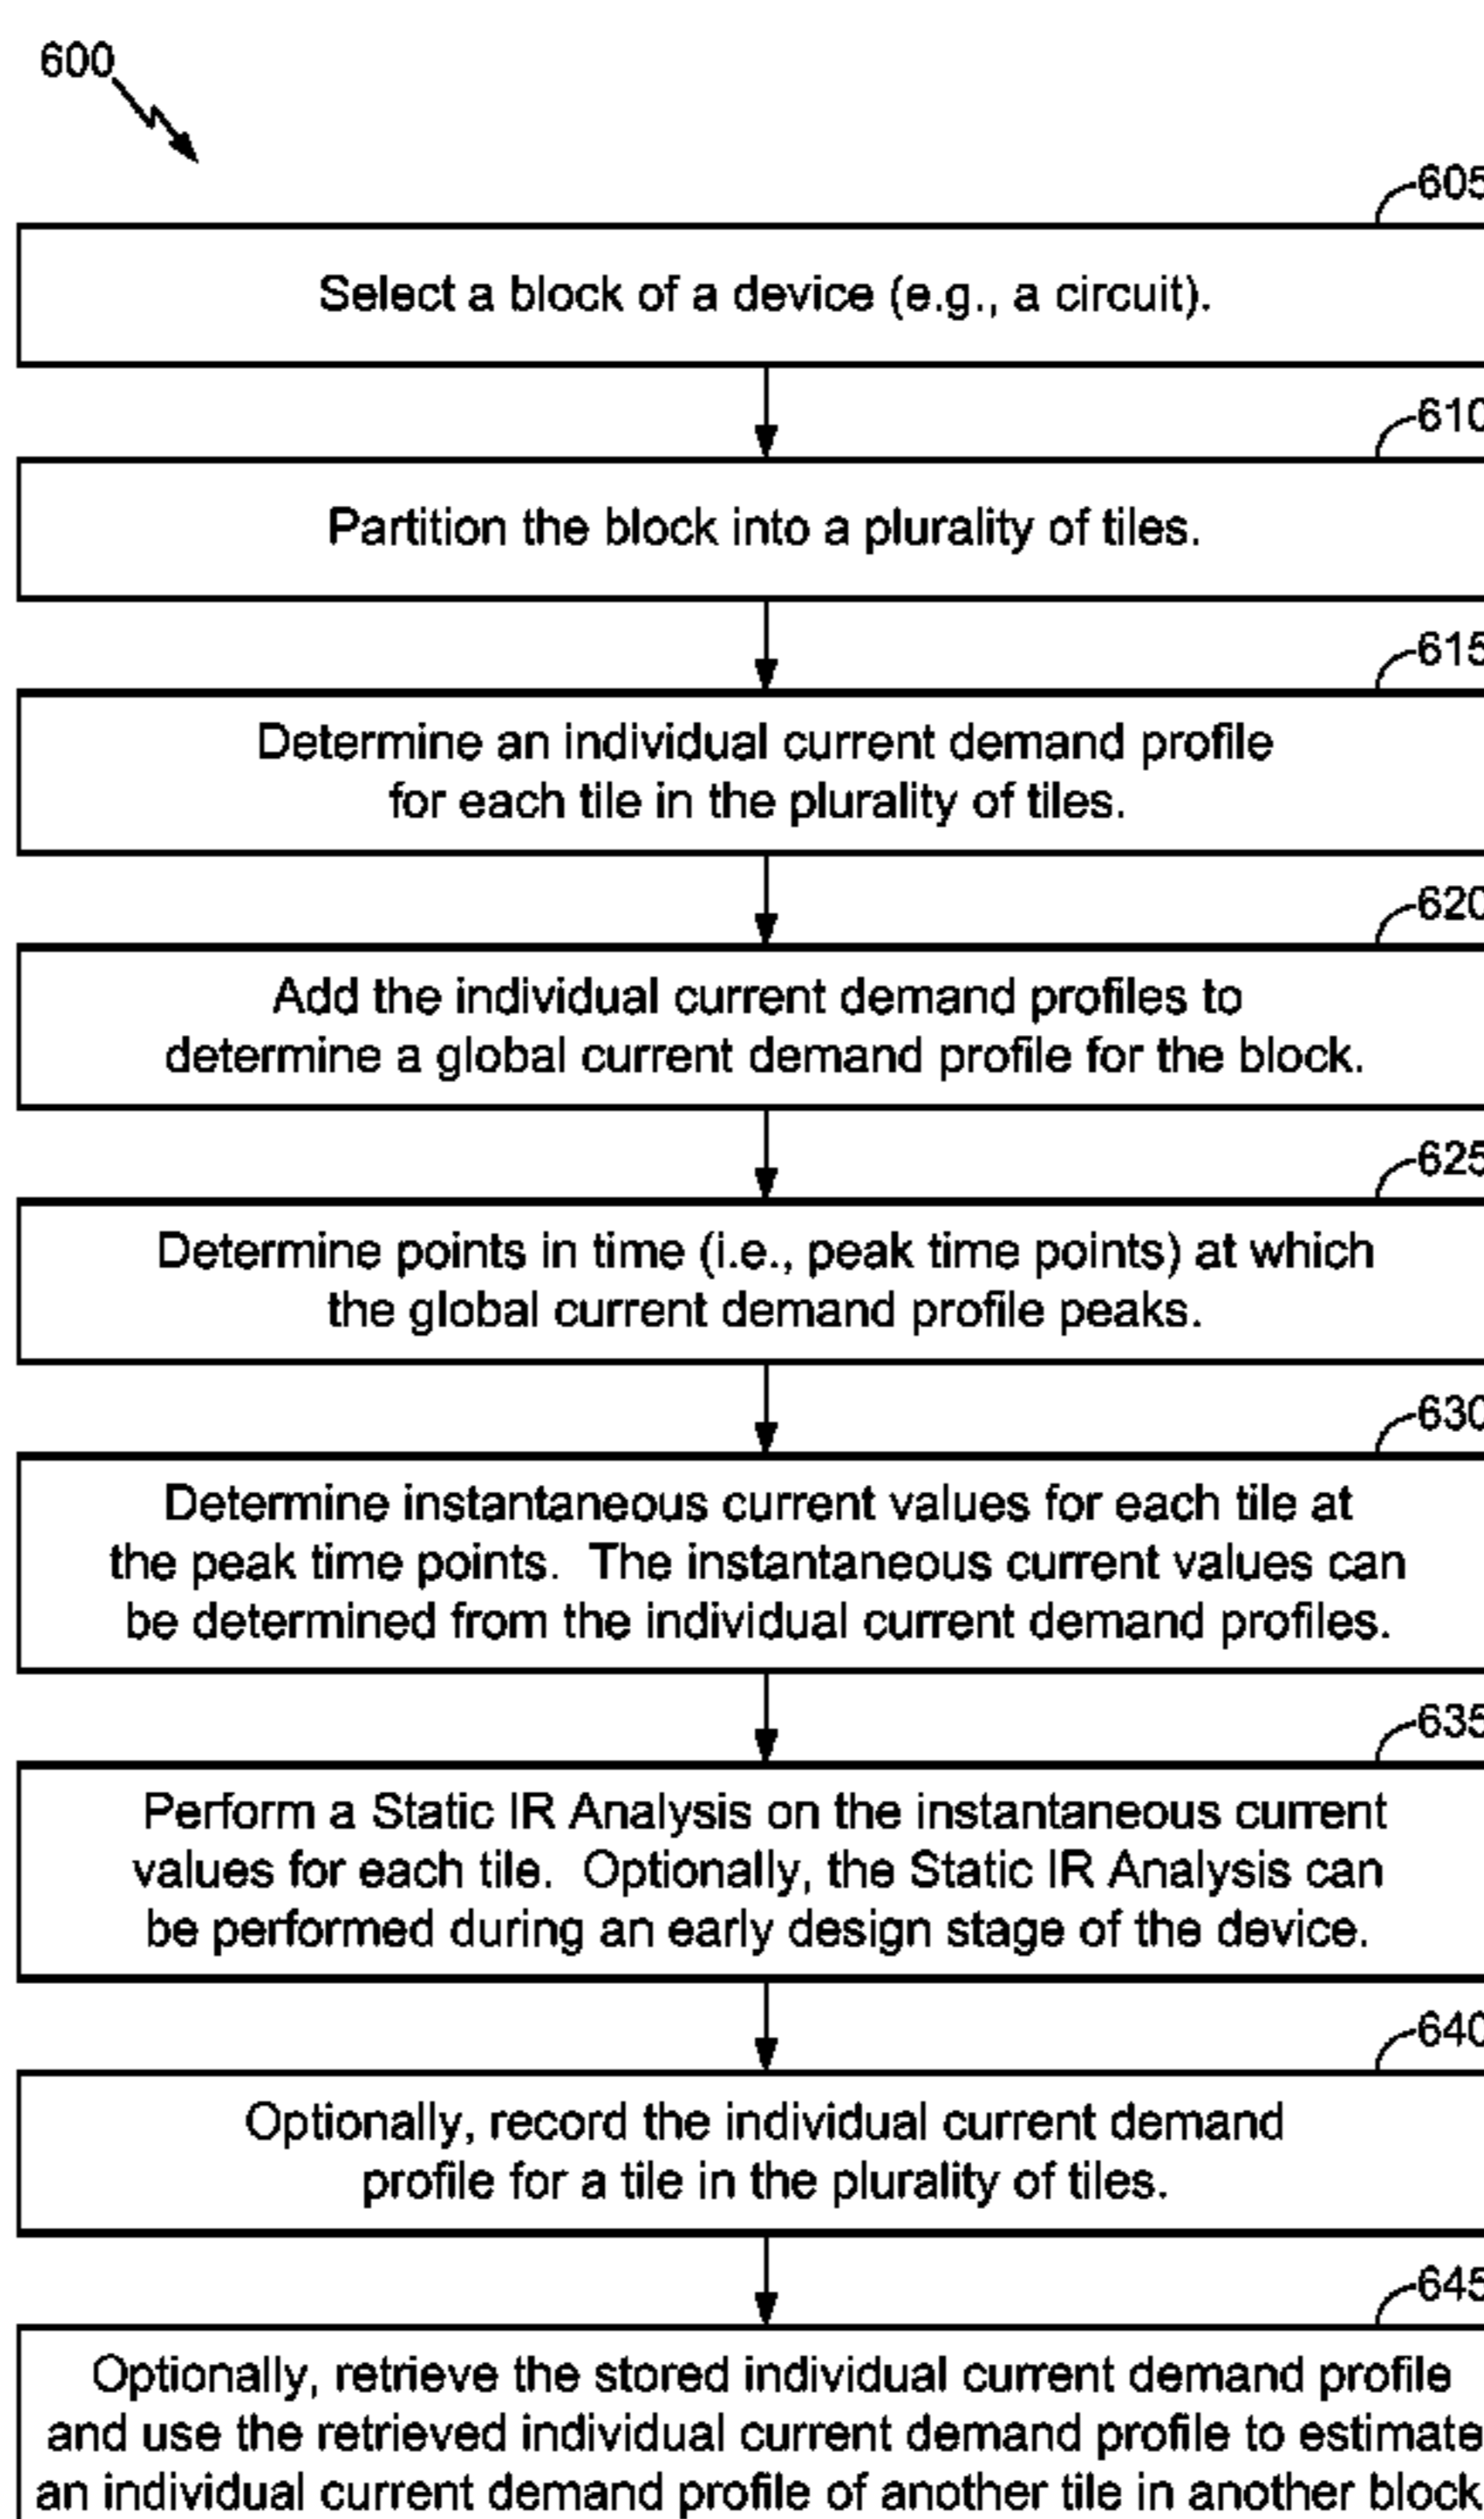 600
605
Select a block of a device (e.g., a circuit).
610
Partition the block into a plurality of tiles.
615
Determine an individual current demand profile
for each tile in the plurality of tiles.
620
Add the individual current demand profiles to
determine a global current demand profile for the block.
625
Determine points in time (i.e., peak time points) at which
the global current demand profile peaks.
630
Determine instantaneous current values for each tile at
the peak time points. The instantaneous current values can
be determined from the individual current demand profiles.
635
Perform a Static IR Analysis on the instantaneous current
values for each tile. Optionally, the Static IR Analysis can
be performed during an early design stage of the device.
640
Optionally, record the individual current demand
profile for a tile in the plurality of tiles.
645
Optionally, retrieve the stored individual current demand profile
and use the retrieved individual current demand profile to estimate
an individual current demand profile of another tile in another block